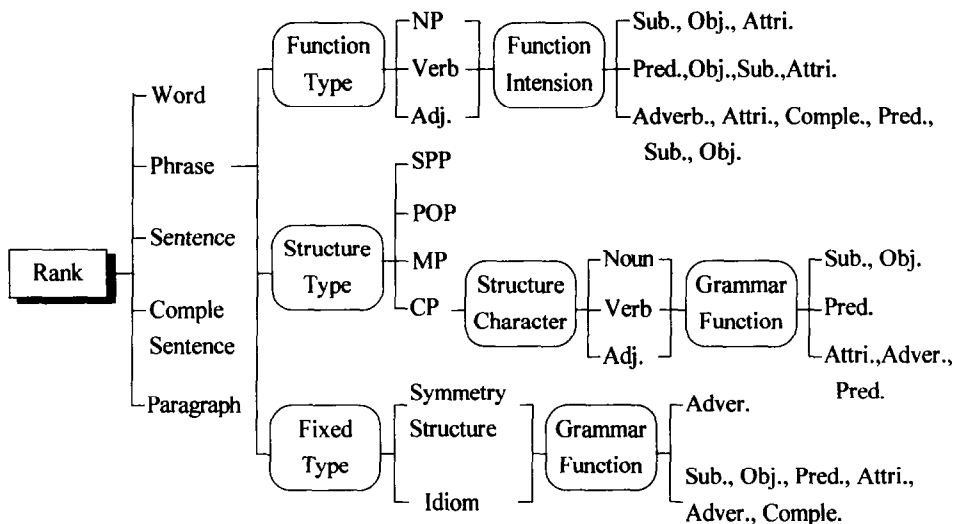 Rank
Word
Phrase
Sentence
Comple
Sentence
Paragraph
Function
Type
NP
Verb
Adj.
Function
Intension
Sub., Obj., Attri.
Pred.,Obj.,Sub.,Attri.
Adverb., Attri., Comple., Pred.,
Sub., Obj.
Structure
Type
SPP
POP
MP
CP
Structure
Character
Noun
Verb
Adj.
Grammar
Function
Sub., Obj.
Pred.
Attri.,Adver.,
Pred.
Fixed
Type
Symmetry
Structure
Idiom
Grammar
Function
Adver.
Sub., Obj., Pred., Attri.,
Adver., Comple.